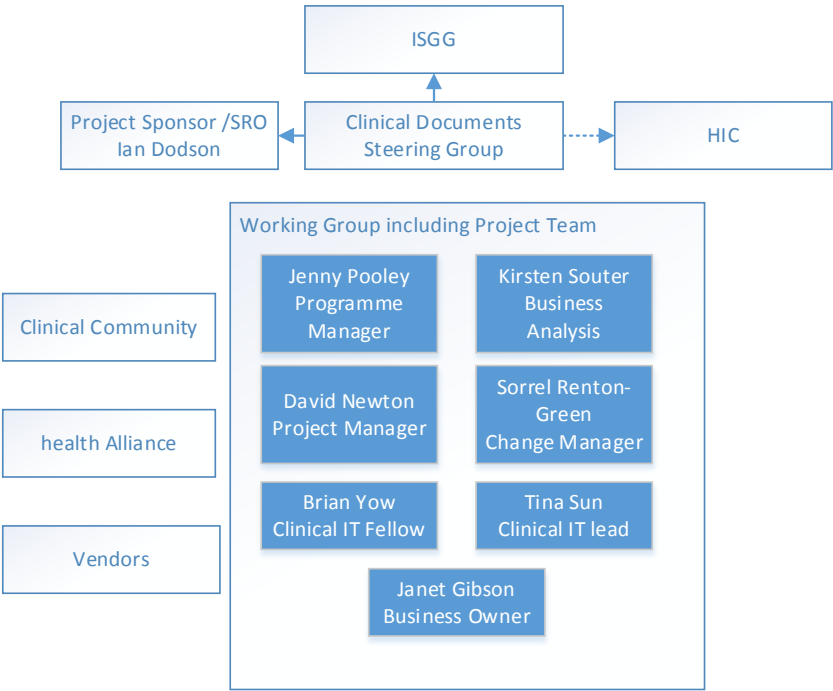 ISGG
Project Sponsor /SRO
Ian Dodson
Clinical Documents
Steering Group
HIC
Working Group including Project Team
Jenny Pooley
Programme
Manager
Kirsten Souter
Business
Analysis
Clinical Community
David Newton
Project Manager
Sorrel Renton-
Green
Change Manager
health Alliance
Brian Yow
Clinical IT Fellow
Tina Sun
Clinical IT lead
Vendors
Janet Gibson
Business Owner